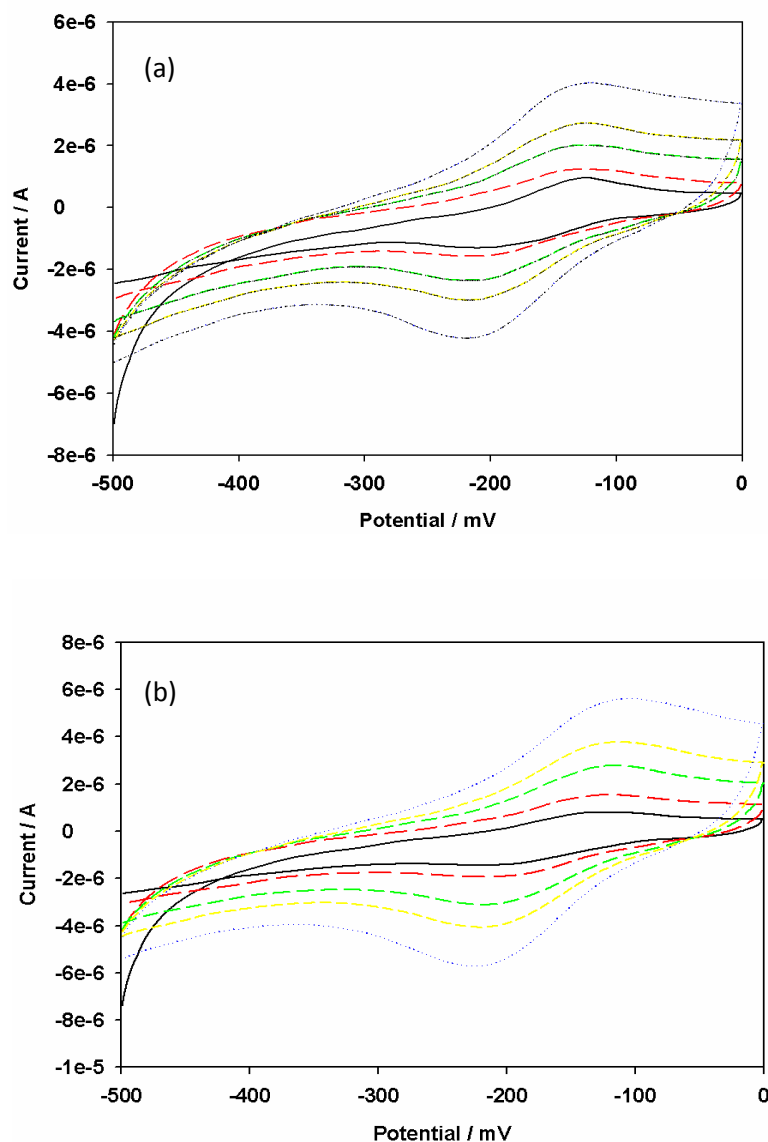 (a)
Current / A
6e-6
4e-6
2e-6
0
-2e-6
-4e-6
-6e-6
-8e-6
-500
-400
-300
-200
-100
0
Potential / mV
(b)
Current / A
8e-6
6e-6
4e-6
2e-6
0
-2e-6
-4e-6
-6e-6
-8e-6
-1e-5
-500
-400
-300
-200
-100
0
Potential / mV